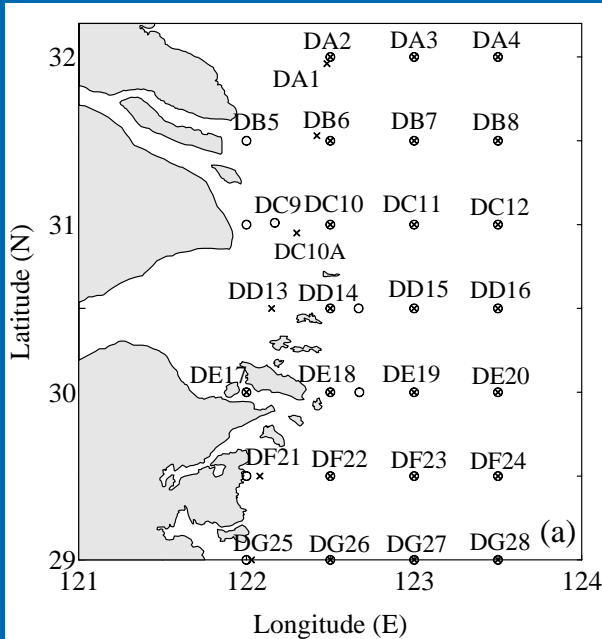 32
DA2 DA3 DA4
DA1
DB5 DB6 DB7 DB8
31
DC9 DC10 DC11 DC12
DC10A
DD13 DD14 DD15 DD16
30
DE17 DE18 DE19 DE20
DF21 DF22 DF23 DF24
DG25 DG26 DG27 DG28
(a)
29
121 122 123 124
Longitude (E)
Latitude (N)